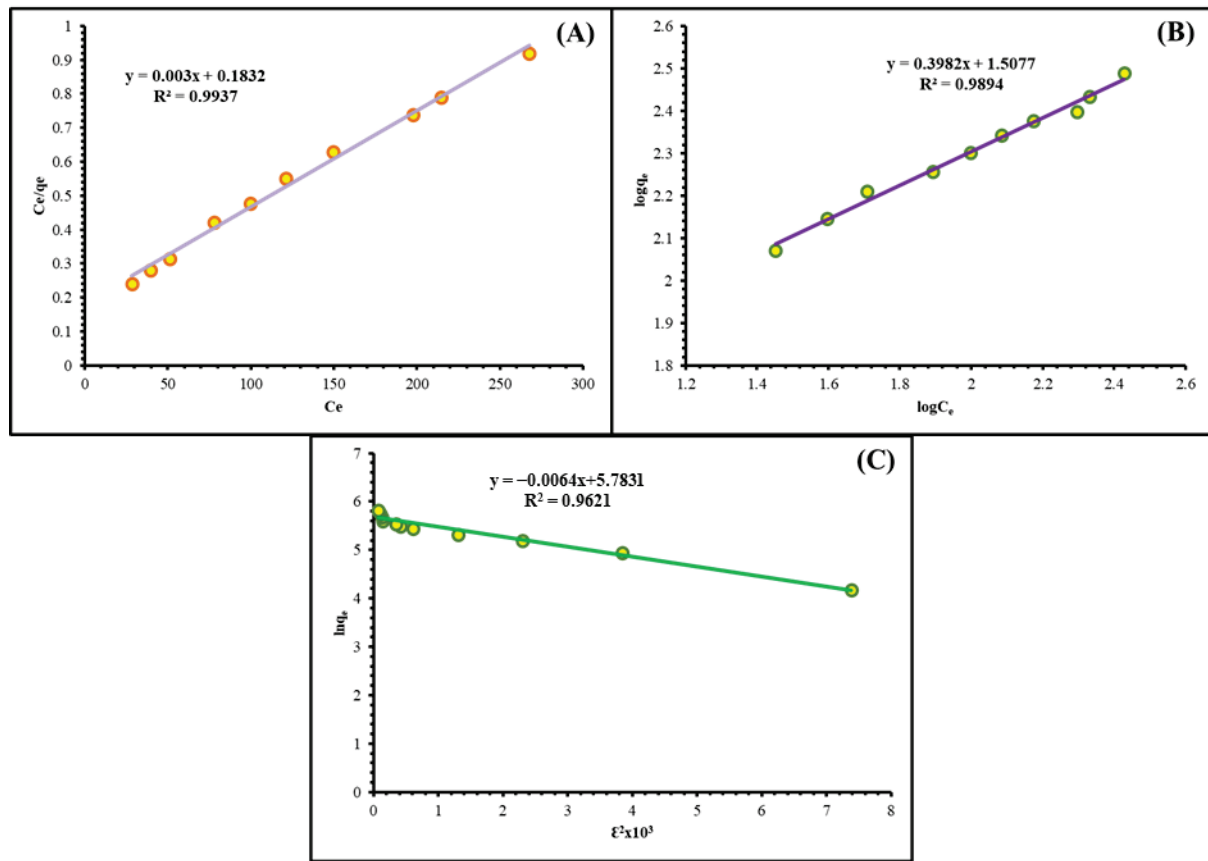 (A)
y = 0.003x + 0.1832
R² = 0.9937
Ce/qe
1
0.9
0.8
0.7
0.6
0.5
0.4
0.3
0.2
0.1
0
0 50 100 150 200 250 300
Ce
(B)
y = 0.3982x + 1.5077
R² = 0.9894
logqₑ
2.6
2.5
2.4
2.3
2.2
2.1
2
1.9
1.8
1.2 1.4 1.6 1.8 2 2.2 2.4 2.6
logCₑ
(C)
y = −0.0064x+5.7831
R² = 0.9621
lnqₑ
7
6
5
4
3
2
1
0
0 1 2 3 4 5 6 7 8
Ɛ²x10³